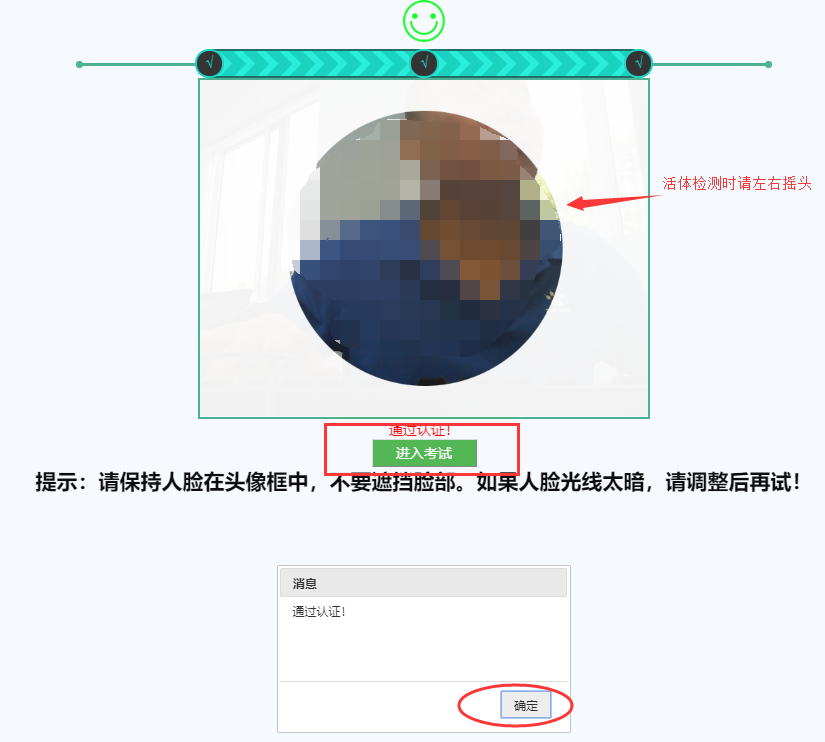 √ √ √
活体检测时请左右摇头
通过认证!
进入考试
提示：请保持人脸在头像框中，不要遮挡脸部。如果人脸光线太暗，请调整后再试！
消息
通过认证!
确定